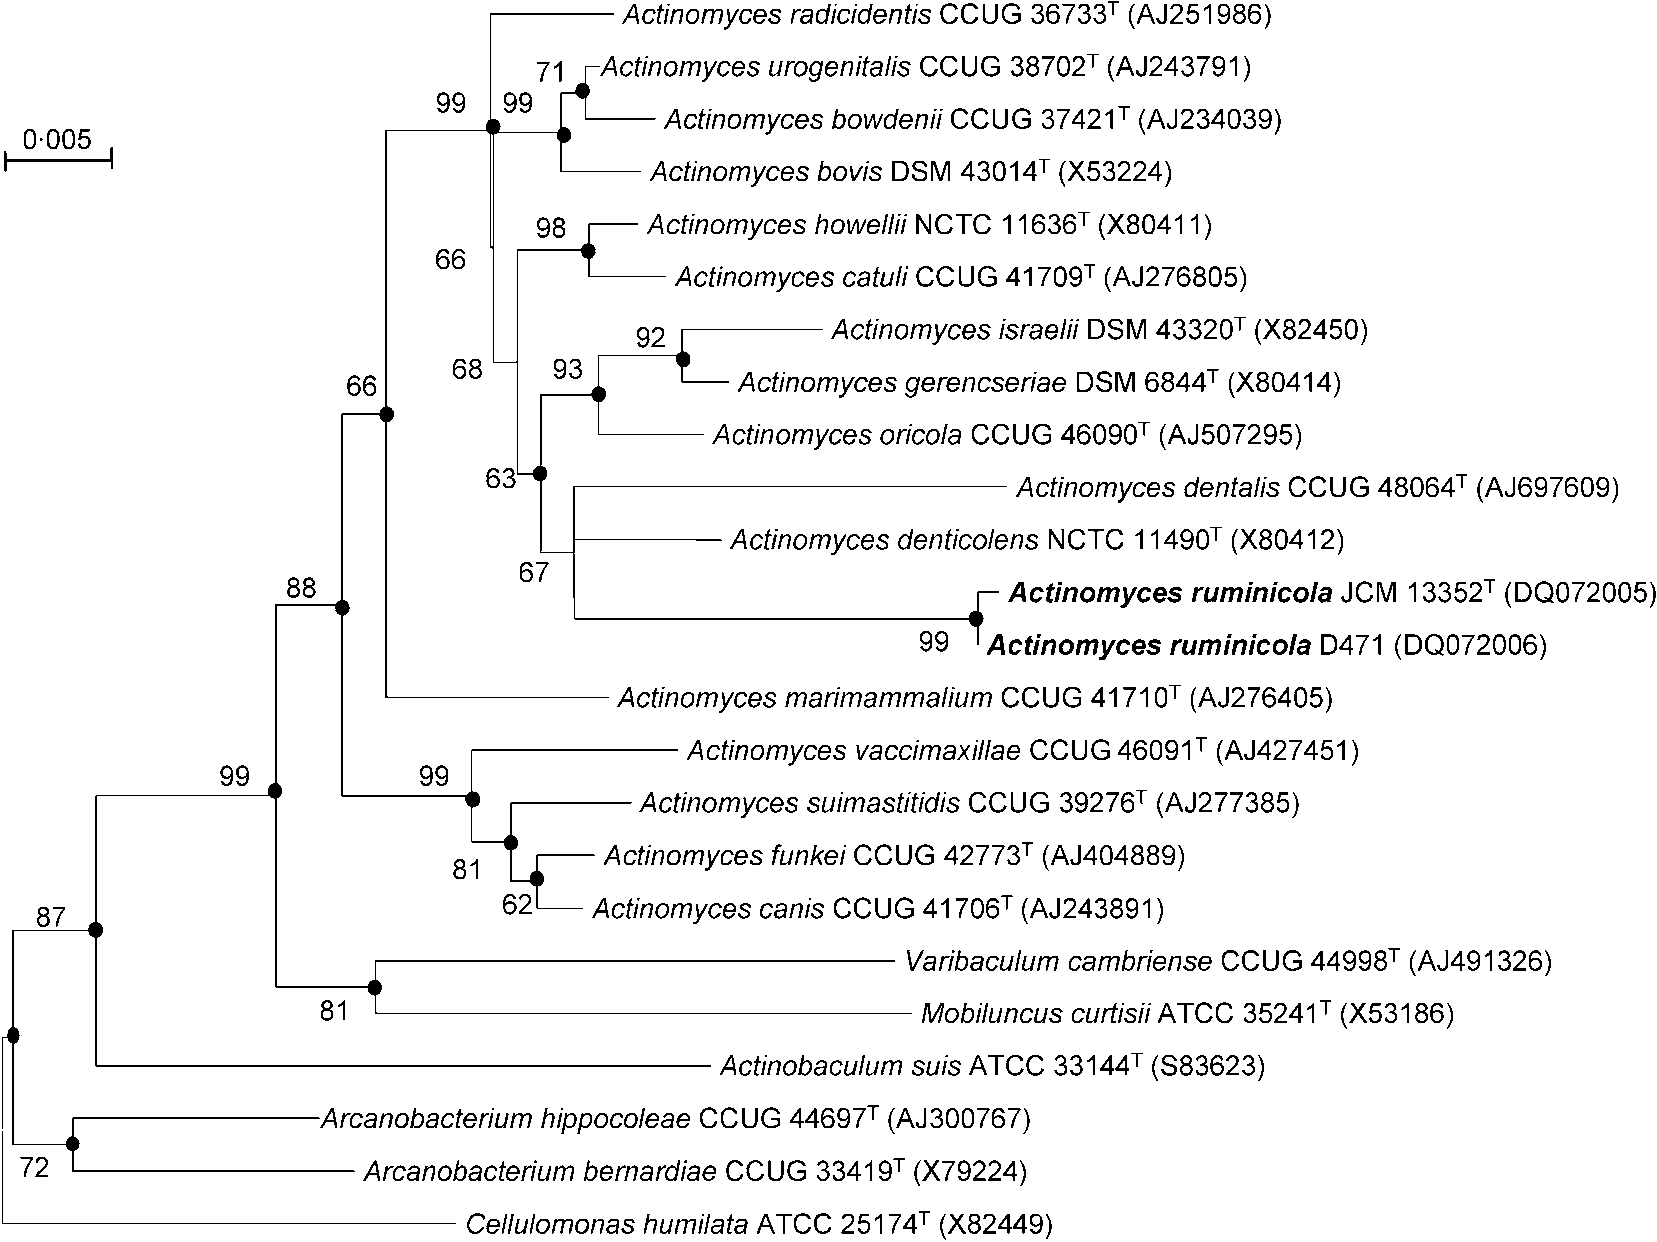 Actinomyces radicidentis CCUG 36733ᵀ (AJ251986)
71 Actinomyces urogenitalis CCUG 38702ᵀ (AJ243791)
99 99
Actinomyces bowdenii CCUG 37421ᵀ (AJ234039)
0·005
Actinomyces bovis DSM 43014ᵀ (X53224)
98 Actinomyces howellii NCTC 11636ᵀ (X80411)
66
Actinomyces catuli CCUG 41709ᵀ (AJ276805)
92 Actinomyces israelii DSM 43320ᵀ (X82450)
68 93
66 Actinomyces gerencseriae DSM 6844ᵀ (X80414)
Actinomyces oricola CCUG 46090ᵀ (AJ507295)
63
Actinomyces dentalis CCUG 48064ᵀ (AJ697609)
Actinomyces denticolens NCTC 11490ᵀ (X80412)
67
88 Actinomyces ruminicola JCM 13352ᵀ (DQ072005)
99 Actinomyces ruminicola D471 (DQ072006)
Actinomyces marimammalium CCUG 41710ᵀ (AJ276405)
Actinomyces vaccimaxillae CCUG 46091ᵀ (AJ427451)
99 99
Actinomyces suimastitidis CCUG 39276ᵀ (AJ277385)
81 Actinomyces funkei CCUG 42773ᵀ (AJ404889)
62 Actinomyces canis CCUG 41706ᵀ (AJ243891)
87
Varibaculum cambriense CCUG 44998ᵀ (AJ491326)
81 Mobiluncus curtisii ATCC 35241ᵀ (X53186)
Actinobaculum suis ATCC 33144ᵀ (S83623)
Arcanobacterium hippocoleae CCUG 44697ᵀ (AJ300767)
72 Arcanobacterium bernardiae CCUG 33419ᵀ (X79224)
Cellulomonas humilata ATCC 25174ᵀ (X82449)